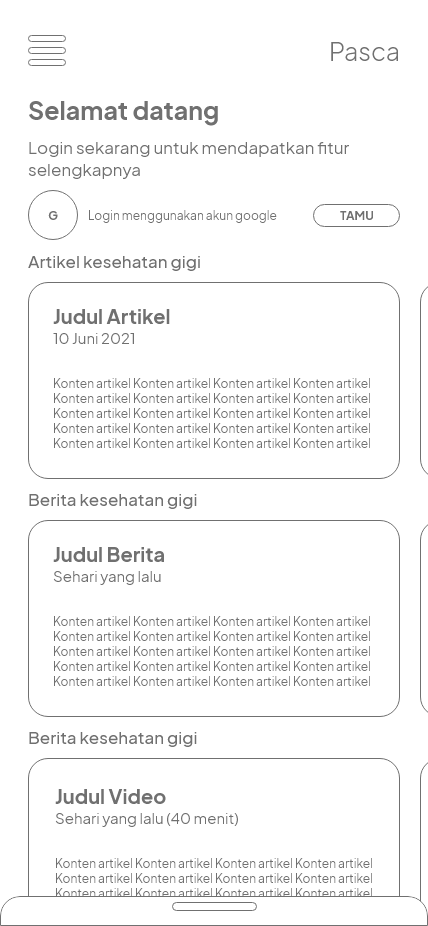 Pasca
Selamat datang
Login sekarang untuk mendapatkan fitur
selengkapnya
G
Login menggunakan akun google
TAMU
Artikel kesehatan gigi
Judul Artikel
10 Juni 2021
Konten artikel Konten artikel Konten artikel Konten artikel
Konten artikel Konten artikel Konten artikel Konten artikel
Konten artikel Konten artikel Konten artikel Konten artikel
Konten artikel Konten artikel Konten artikel Konten artikel
Konten artikel Konten artikel Konten artikel Konten artikel
Berita kesehatan gigi
Judul Berita
Sehari yang lalu
Konten artikel Konten artikel Konten artikel Konten artikel
Konten artikel Konten artikel Konten artikel Konten artikel
Konten artikel Konten artikel Konten artikel Konten artikel
Konten artikel Konten artikel Konten artikel Konten artikel
Konten artikel Konten artikel Konten artikel Konten artikel
Berita kesehatan gigi
Judul Video
Sehari yang lalu (40 menit)
Konten artikel Konten artikel Konten artikel Konten artikel
Konten artikel Konten artikel Konten artikel Konten artikel
Konten artikel Konten artikel Konten artikel Konten artikel